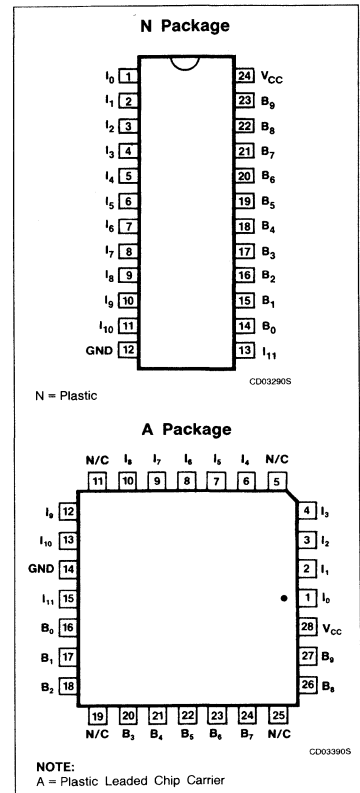 N Package
I0 1 24 VCC
I1 2 23 B9
I2 3 22 B8
I3 4 21 B7
I4 5 20 B6
I5 6 19 B5
I6 7 18 B4
I7 8 17 B3
I8 9 16 B2
I9 10 15 B1
I10 11 14 B0
GND 12 13 I11
CD03290S
N = Plastic
A Package
N/C I8 I7 I6 I5 I4 N/C
11 10 9 8 7 6 5
I9 12 4 I3
I10 13 3 I2
GND 14 2 I1
I11 15 1 I0
B0 16 28 VCC
B1 17 27 B9
B2 18 26 B8
19 20 21 22 23 24 25
N/C B3 B4 B5 B6 B7 N/C
CD03390S
NOTE:
A = Plastic Leaded Chip Carrier